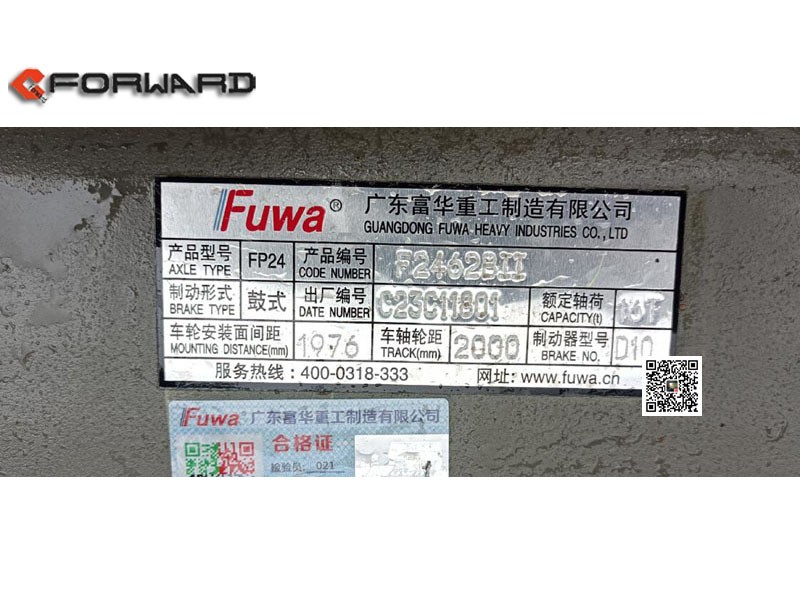 FORWARD
Fuwa® 广东富华重工制造有限公司
GUANGDONG FUWA HEAVY INDUSTRIES CO.,LTD
产品型号 AXLE TYPE FP24 产品编号 CODE NUMBER F24628II
制动形式 BRAKE TYPE 鼓式 出厂编号 DATE NUMBER C23C11801 额定轴荷 CAPACITY(t) 16T
车轮安装面间距 MOUNTING DISTANCE(mm) 1976 车轴轮距 TRACK(mm) 2000 制动器型号 BRAKE NO. D10
服务热线：400-0318-333 网址：www.fuwa.cn
Fuwa® 广东富华重工制造有限公司
合格证
检验员: 021